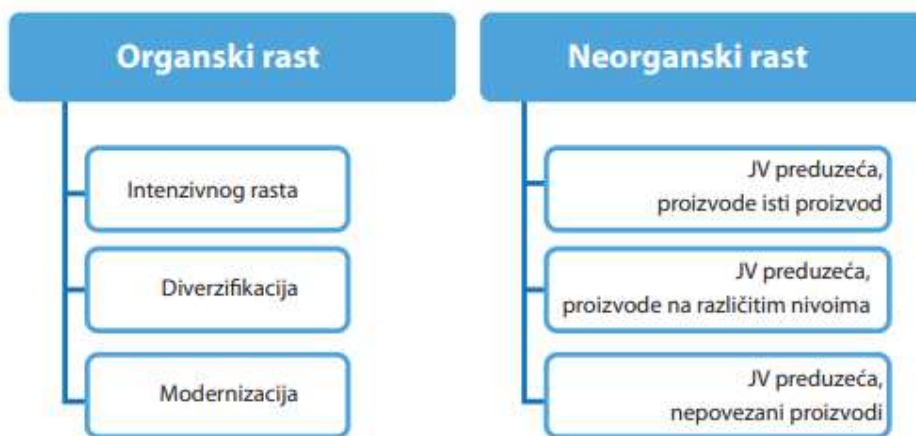 Organski rast
Intenzivnog rasta
Diverzifikacija
Modernizacija
Neorganski rast
JV preduzeća,
proizvode isti proizvod
JV preduzeća,
proizvode na različitim nivoima
JV preduzeća,
nepovezani proizvodi